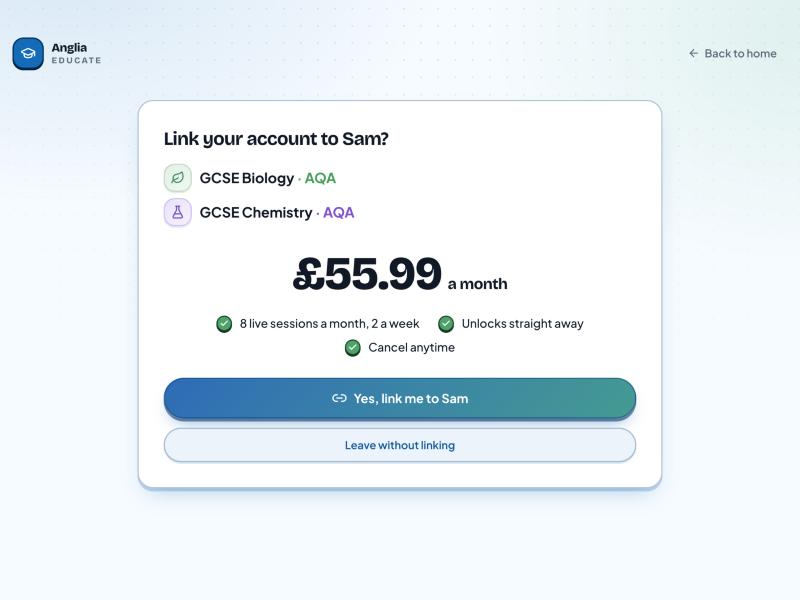 Anglia
EDUCATE
Back to home
Link your account to Sam?
GCSE Biology · AQA
GCSE Chemistry · AQA
£55.99 a month
8 live sessions a month, 2 a week
Unlocks straight away
Cancel anytime
Yes, link me to Sam
Leave without linking